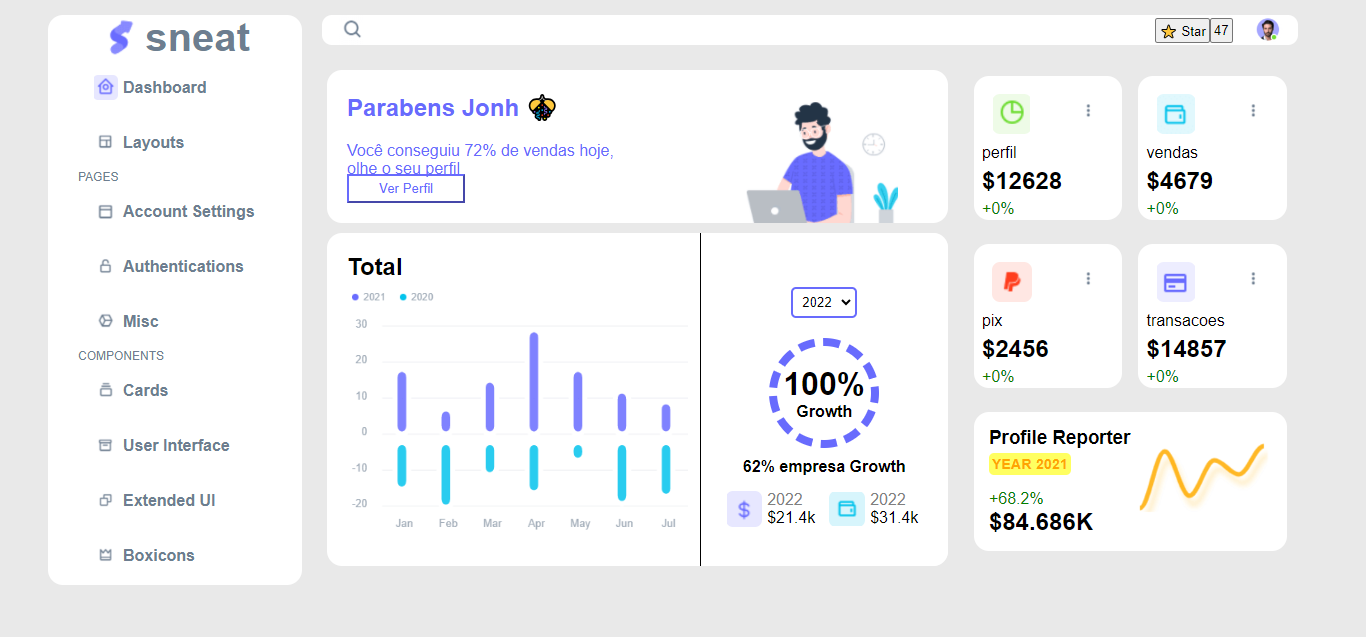 sneat
Dashboard
Layouts
PAGES
Account Settings
Authentications
Misc
COMPONENTS
Cards
User Interface
Extended UI
Boxicons
Star 47
Parabens Jonh
Você conseguiu 72% de vendas hoje,
olhe o seu perfil
Ver Perfil
Total
2021 2020
30
20
10
0
-10
-20
Jan Feb Mar Apr May Jun Jul
2022
100%
Growth
62% empresa Growth
2022
$21.4k
2022
$31.4k
perfil
$12628
+0%
vendas
$4679
+0%
pix
$2456
+0%
transacoes
$14857
+0%
Profile Reporter
YEAR 2021
+68.2%
$84.686K